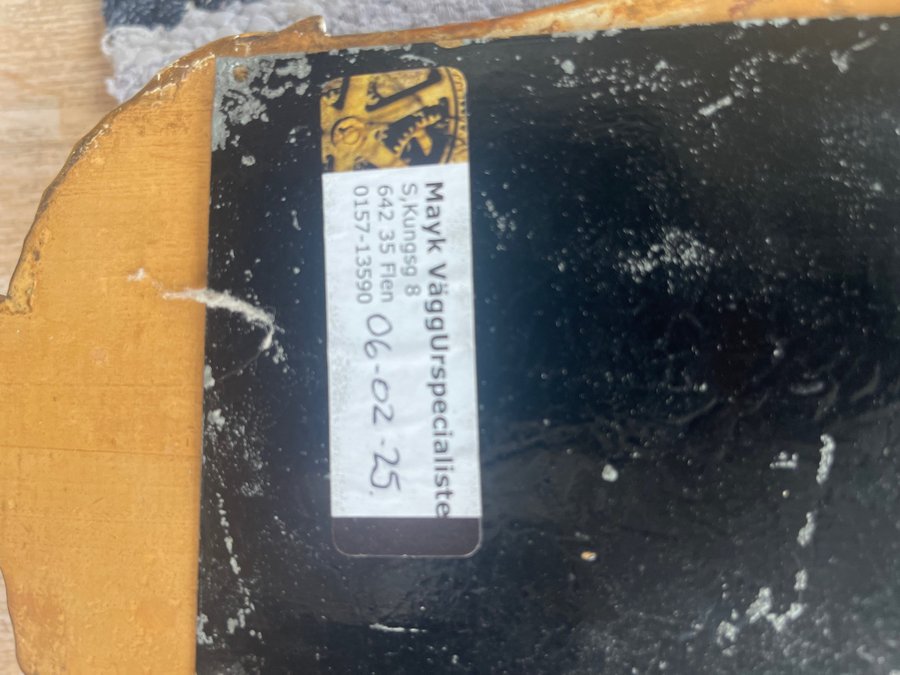 Mayk VäggUrspecialiste
S,Kungsg 8
642 35 Flen
0157-13590
06-02-25.